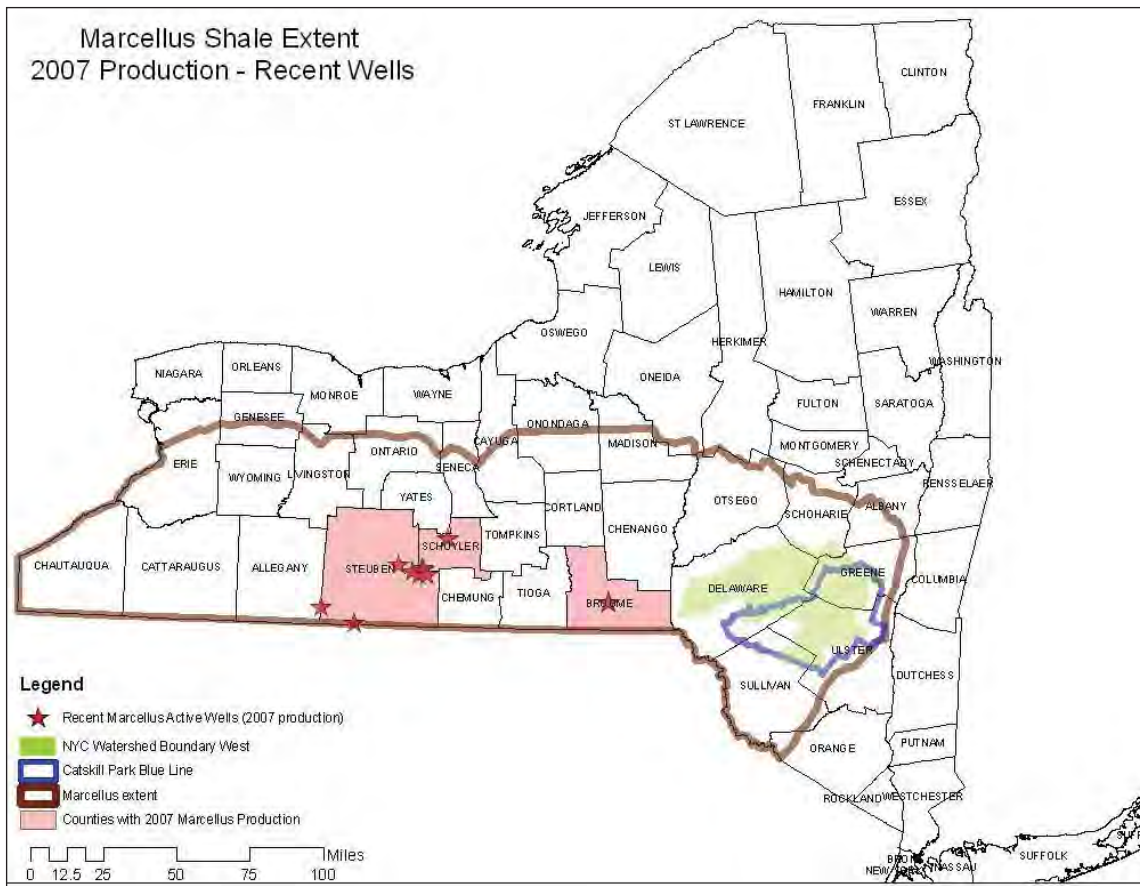 Marcellus Shale Extent
2007 Production - Recent Wells
CLINTON
FRANKLIN
ST LAWRENCE
ESSEX
JEFFERSON
LEWIS
HAMILTON
WARREN
OSWEGO
HERKIMER
WASHINGTON
ORLEANS
NIAGARA
MONROE
WAYNE
ONEIDA
FULTON
SARATOGA
GENESEE
CAYUGA
ONONDAGA
MADISON
MONTGOMERY
SCHENECTADY
ERIE
WYOMING
LIVINGSTON
ONTARIO
SENECA
RENSSELAER
YATES
OTSEGO
SCHOHARIE
ALBANY
CORTLAND
CHENANGO
TOMPKINS
SCHUYLER
CHAUTAUQUA
CATTARAUGUS
ALLEGANY
STEUBEN
CHEMUNG
TIOGA
BROOME
DELAWARE
GREENE
COLUMBIA
ULSTER
SULLIVAN
DUTCHESS
ORANGE
PUTNAM
ROCKLAND
WESTCHESTER
NASSAU
SUFFOLK
Legend
Recent Marcellus Active Wells (2007 production)
NYC Watershed Boundary West
Catskill Park Blue Line
Marcellus extent
Counties with 2007 Marcellus Production
Miles
0 12.5 25 50 75 100